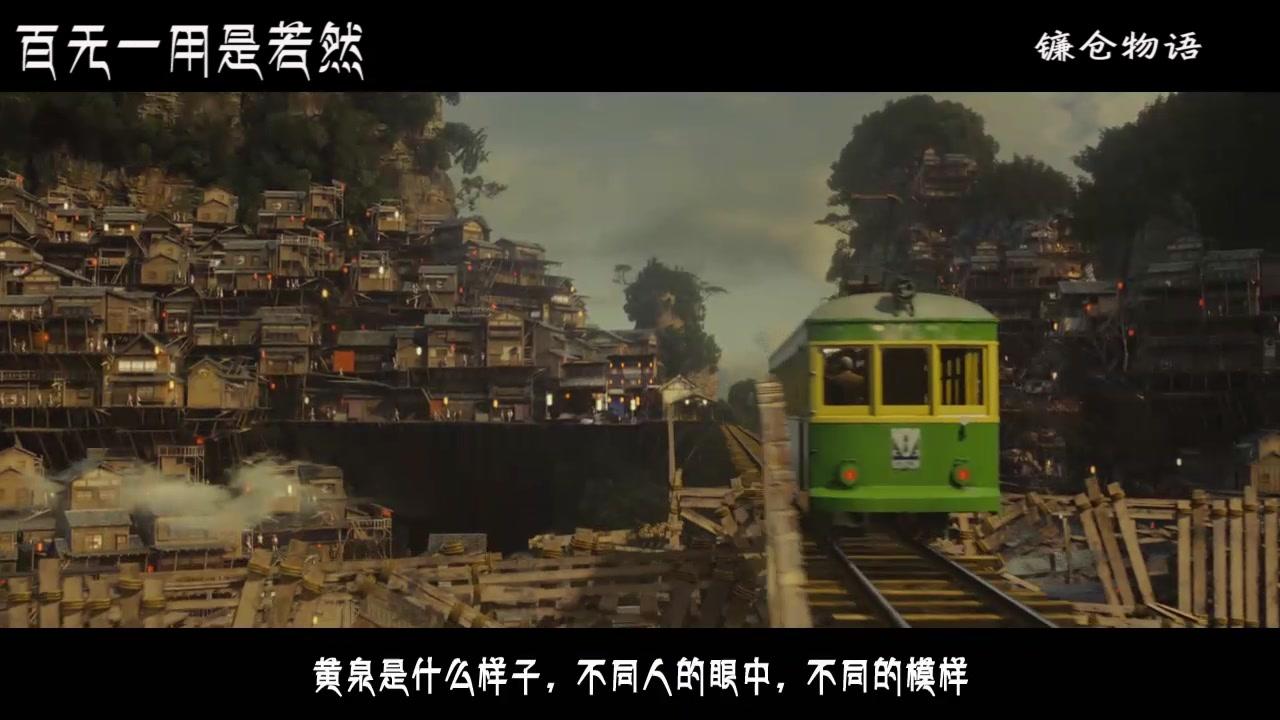 百无一用是若然
镰仓物语
黄泉是什么样子，不同人的眼中，不同的模样